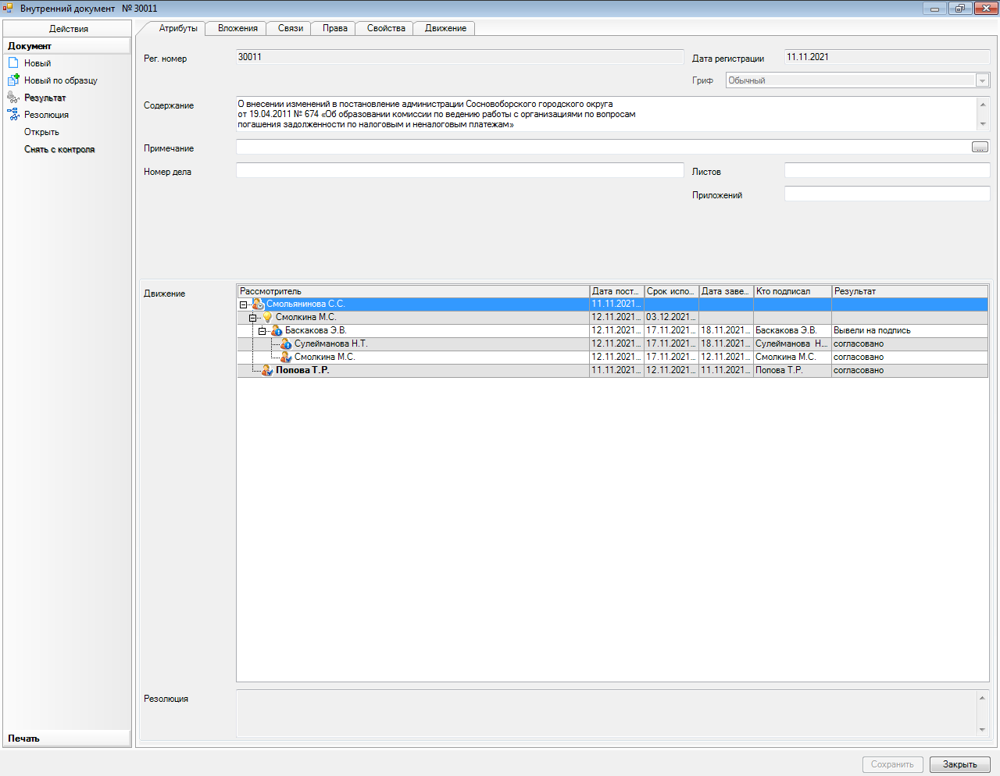 Внутренний документ № 30011
Действия
Документ
Новый
Новый по образцу
Результат
Резолюция
Открыть
Снять с контроля
Печать
Атрибуты Вложения Связи Права Свойства Движение
Рег. номер 30011 Дата регистрации 11.11.2021
Гриф Обычный
Содержание
О внесении изменений в постановление администрации Сосновоборского городского округа
от 19.04.2011 № 674 «Об образовании комиссии по ведению работы с организациями по вопросам
погашения задолженности по налоговым и неналоговым платежам»
Примечание ...
Номер дела Листов
Приложений
Движение
Рассмотритель Дата пост... Срок испо... Дата заве... Кто подписал Результат
Смольянинова С.С. 11.11.2021...
Смолкина М.С. 12.11.2021... 03.12.2021...
Баскакова Э.В. 12.11.2021... 17.11.2021... 18.11.2021... Баскакова Э.В. Вывели на подпись
Сулейманова Н.Т. 12.11.2021... 17.11.2021... 18.11.2021... Сулейманова Н... согласовано
Смолкина М.С. 12.11.2021... 17.11.2021... 12.11.2021... Смолкина М.С. согласовано
Попова Т.Р. 11.11.2021... 12.11.2021... 11.11.2021... Попова Т.Р. согласовано
Резолюция
Сохранить Закрыть